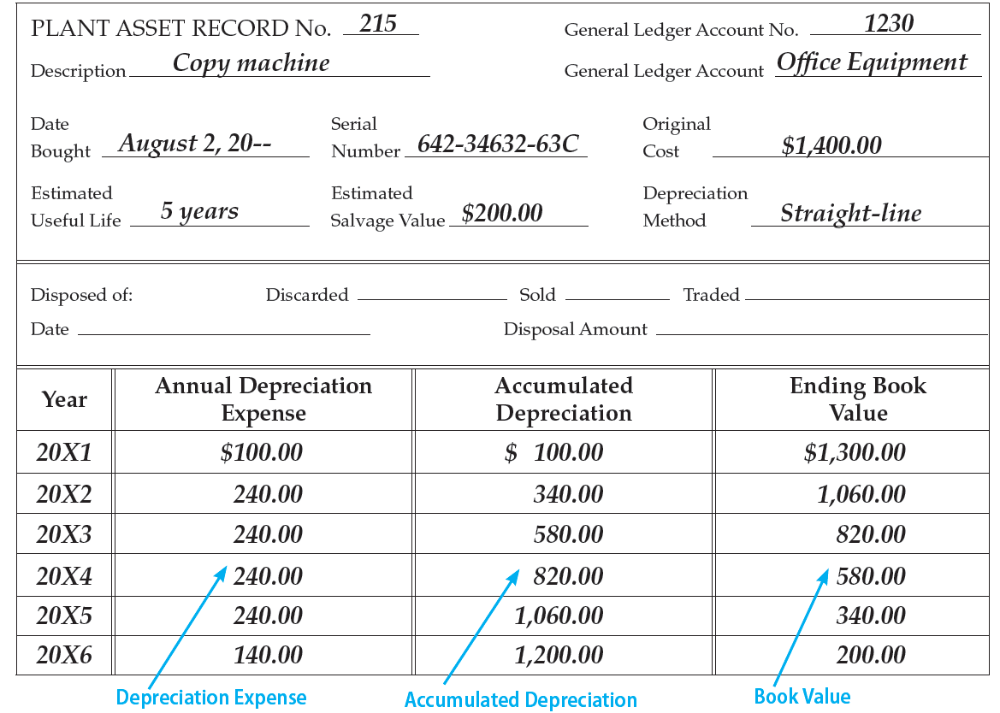 PLANT ASSET RECORD No. 215 General Ledger Account No. 1230
Description Copy machine General Ledger Account Office Equipment
Date Bought August 2, 20-- Serial Number 642-34632-63C Original Cost $1,400.00
Estimated Useful Life 5 years Estimated Salvage Value $200.00 Depreciation Method Straight-line
Disposed of: Discarded Sold Traded
Date Disposal Amount
Year Annual Depreciation Expense Accumulated Depreciation Ending Book Value
20X1 $100.00 $ 100.00 $1,300.00
20X2 240.00 340.00 1,060.00
20X3 240.00 580.00 820.00
20X4 240.00 820.00 580.00
20X5 240.00 1,060.00 340.00
20X6 140.00 1,200.00 200.00
Depreciation Expense Accumulated Depreciation Book Value